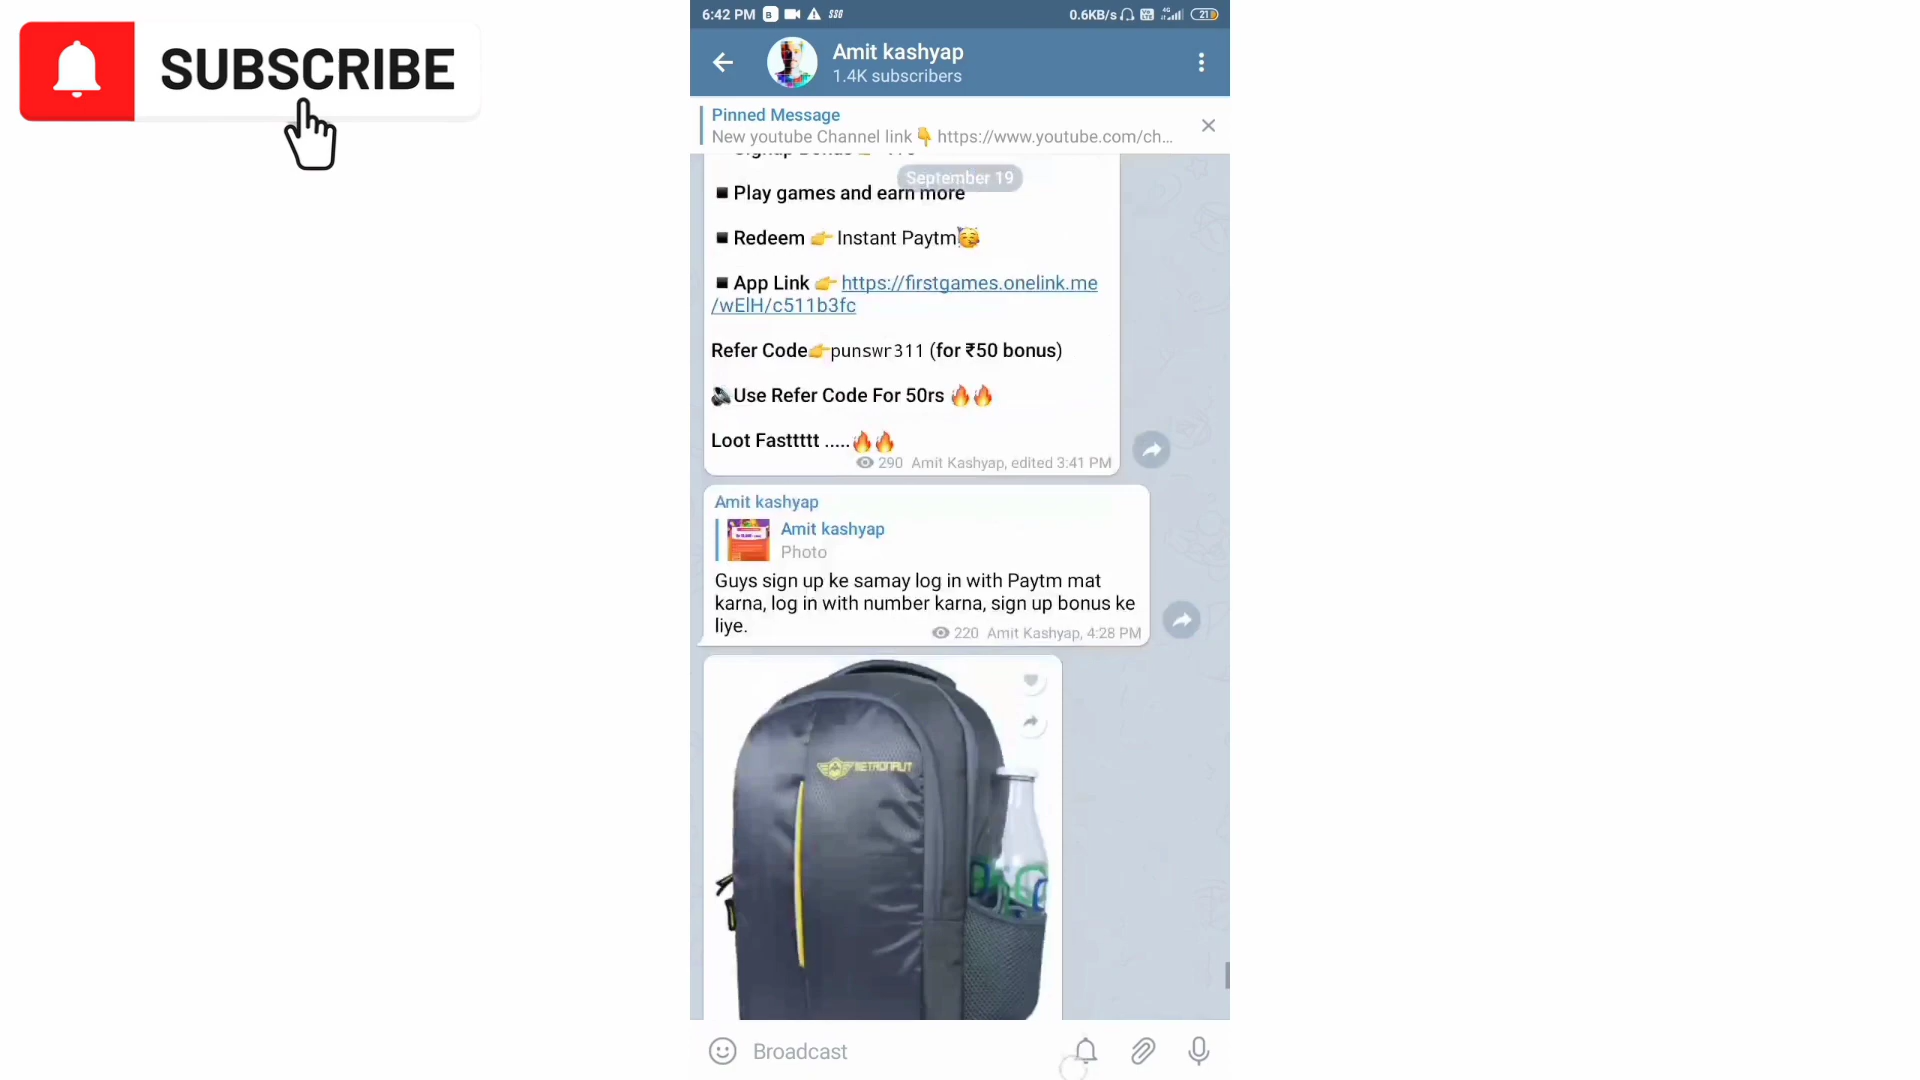 SUBSCRIBE
6:42 PM
0.6KB/s
4G
21
Amit kashyap
1.4K subscribers
Pinned Message
New youtube Channel link👇 https://www.youtube.com/ch...
September 19
◾Play games and earn more
◾Redeem 👉 Instant Paytm🥳
◾App Link 👉 https://firstgames.onelink.me
/wElH/c511b3fc
Refer Code👉punswr311 (for ₹50 bonus)
🔊Use Refer Code For 50rs 🔥🔥
Loot Fasttttt .....🔥🔥
290 Amit Kashyap, edited 3:41 PM
Amit kashyap
Amit kashyap
Photo
Guys sign up ke samay log in with Paytm mat
karna, log in with number karna, sign up bonus ke
liye.
220 Amit Kashyap, 4:28 PM
METRONAUT
Broadcast